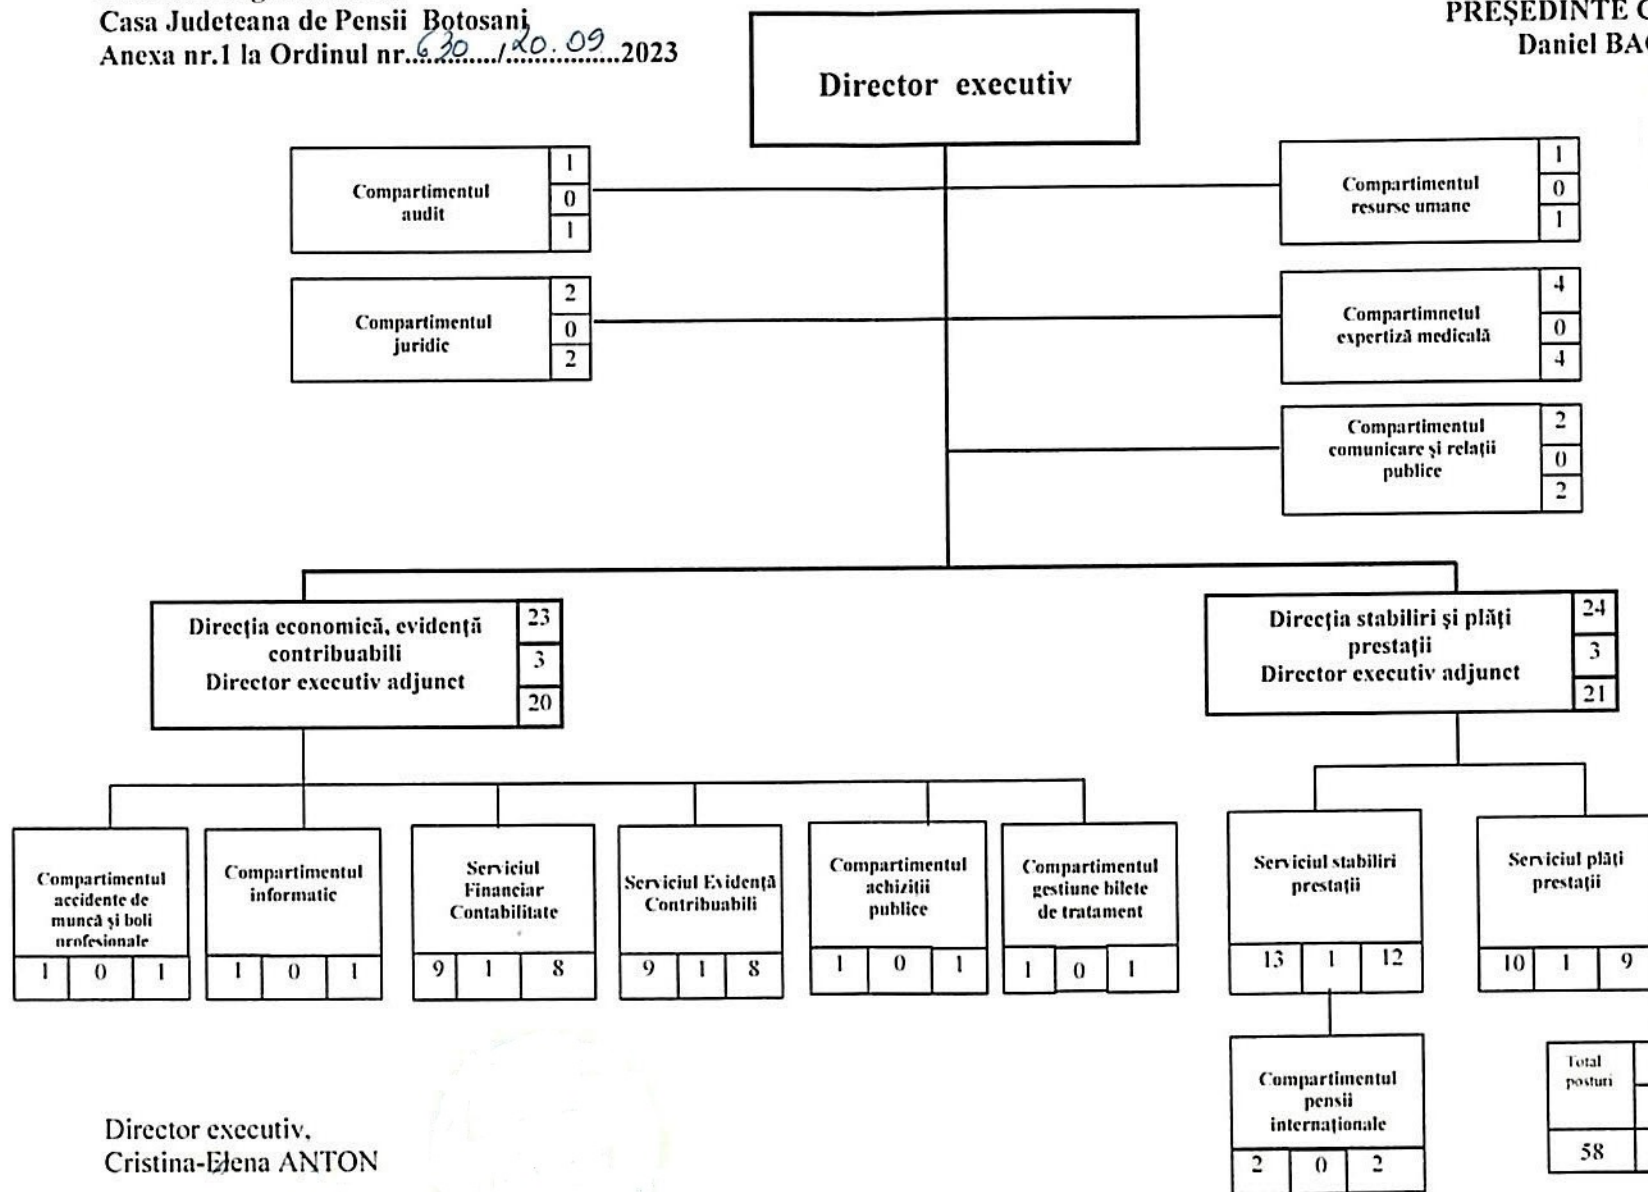 Casa Judeteana de Pensii Botosani
Anexa nr.1 la Ordinul nr.630/20.09.2023
PREȘEDINTE
Daniel
Director executiv
Compartimentul
audit
1
0
1
Compartimentul
resurse umane
1
0
1
Compartimentul
juridic
2
0
2
Compartimnetul
expertiză medicală
4
0
4
Compartimentul
comunicare și relații
publice
2
0
2
Direcția economică, evidență
contribuabili
Director executiv adjunct
23
3
20
Direcția stabiliri și plăți
prestații
Director executiv adjunct
24
3
21
Compartimentul
accidente de
muncă și boli
profesionale
1 0 1
Compartimentul
informatic
1 0 1
Serviciul
Financiar
Contabilitate
9 1 8
Serviciul Evidență
Contribuabili
9 1 8
Compartimentul
achiziții
publice
1 0 1
Compartimentul
gestiune bilete
de tratament
1 0 1
Serviciul stabiliri
prestații
13 1 12
Serviciul plăți
prestații
10 1 9
Compartimentul
pensii
internaționale
2 0 2
Total
posturi
58
Director executiv,
Cristina-Elena ANTON